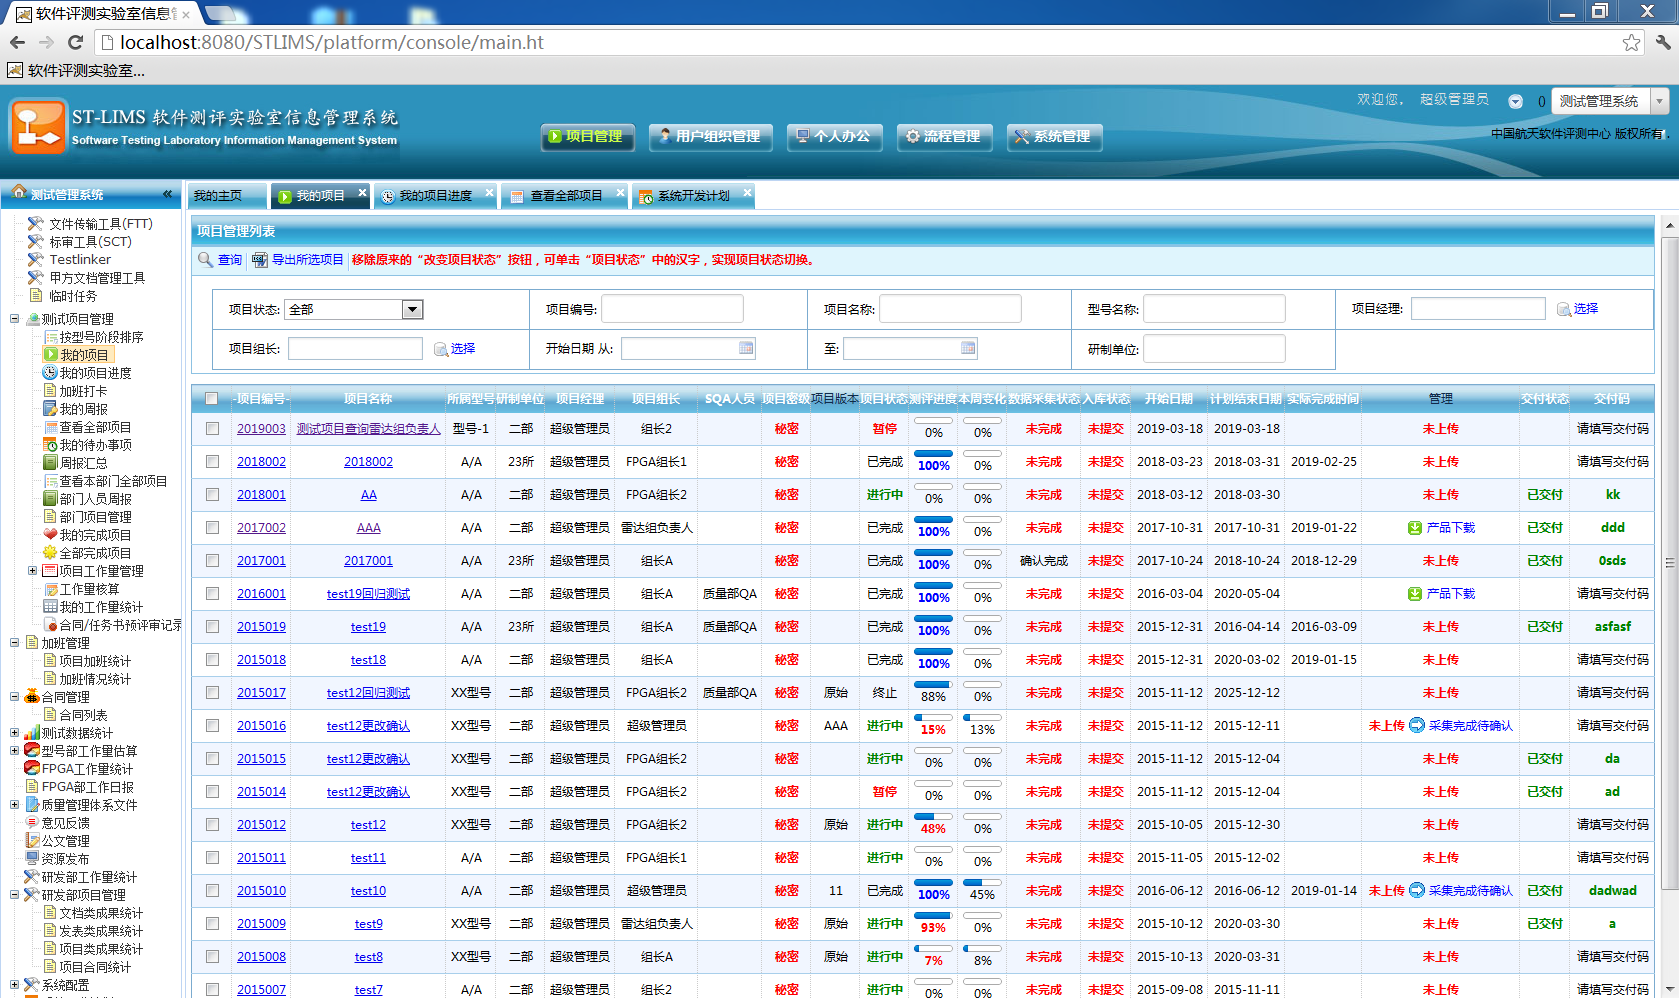 软件评测实验室信息管
localhost:8080/STLIMS/platform/console/main.ht
软件评测实验室...
ST-LIMS 软件测评实验室信息管理系统
Software Testing Laboratory Information Management System
项目管理 用户组织管理 个人办公 流程管理 系统管理
欢迎您， 超级管理员 0 测试管理系统
中国航天软件评测中心 版权所有 .
测试管理系统
文件传输工具(FTT)
标审工具(SCT)
Testlinker
甲方文档管理工具
临时任务
测试项目管理
按型号阶段排序
我的项目
我的项目进度
加班打卡
我的周报
查看全部项目
我的待办事项
周报汇总
查看本部门全部项目
部门人员周报
部门项目管理
我的完成项目
全部完成项目
项目工作量管理
工作量核算
我的工作量统计
合同/任务书预评审记录
加班管理
项目加班统计
加班情况统计
合同管理
合同列表
测试数据统计
型号部工作量估算
FPGA工作量统计
FPGA部工作日报
质量管理体系文件
意见反馈
公文管理
资源发布
研发部工作量统计
研发部项目管理
文档类成果统计
发表类成果统计
项目类成果统计
项目合同统计
系统配置
我的主页 我的项目 我的项目进度 查看全部项目 系统开发计划
项目管理列表
查询 导出所选项目 移除原来的“改变项目状态”按钮，可单击“项目状态”中的汉字，实现项目状态切换。
项目状态: 全部 项目编号: 项目名称: 型号名称: 项目经理: 选择
项目组长: 选择 开始日期 从: 至: 研制单位:
-项目编号- 项目名称 所属型号 研制单位 项目经理 项目组长 SQA人员 项目密级 项目版本 项目状态 测评进度 本周变化 数据采集状态 入库状态 开始日期 计划结束日期 实际完成时间 管理 交付状态 交付码
2019003 测试项目查询雷达组负责人 型号-1 二部 超级管理员 组长2 秘密 暂停 0% 0% 未完成 未提交 2019-03-18 2019-03-18 未上传 请填写交付码
2018002 2018002 A/A 23所 超级管理员 FPGA组长1 秘密 已完成 100% 0% 未完成 未提交 2018-03-23 2018-03-31 2019-02-25 未上传 请填写交付码
2018001 AA A/A 二部 超级管理员 FPGA组长2 秘密 进行中 0% 0% 未完成 未提交 2018-03-12 2018-03-30 未上传 已交付 kk
2017002 AAA A/A 二部 超级管理员 雷达组负责人 秘密 已完成 100% 0% 未完成 未提交 2017-10-31 2017-10-31 2019-01-22 产品下载 已交付 ddd
2017001 2017001 A/A 23所 超级管理员 组长A 秘密 已完成 100% 0% 确认完成 未提交 2017-10-24 2018-10-24 2018-12-29 未上传 已交付 0sds
2016001 test19回归测试 A/A 二部 超级管理员 组长A 质量部QA 秘密 已完成 100% 0% 未完成 未提交 2016-03-04 2020-05-04 产品下载 请填写交付码
2015019 test19 A/A 23所 超级管理员 组长A 质量部QA 秘密 已完成 100% 0% 未完成 未提交 2015-12-31 2016-04-14 2016-03-09 未上传 已交付 asfasf
2015018 test18 A/A 二部 超级管理员 组长A 秘密 已完成 100% 0% 未完成 未提交 2015-12-31 2020-03-02 2019-01-15 未上传 请填写交付码
2015017 test12回归测试 XX型号 二部 超级管理员 FPGA组长2 质量部QA 秘密 原始 终止 88% 0% 未完成 未提交 2015-11-12 2025-12-12 未上传 请填写交付码
2015016 test12更改确认 XX型号 二部 超级管理员 超级管理员 秘密 AAA 进行中 15% 13% 未完成 未提交 2015-11-12 2015-12-11 未上传 采集完成待确认 请填写交付码
2015015 test12更改确认 XX型号 二部 超级管理员 FPGA组长2 秘密 进行中 0% 0% 未完成 未提交 2015-11-12 2015-12-04 未上传 已交付 da
2015014 test12更改确认 XX型号 二部 超级管理员 FPGA组长2 秘密 暂停 0% 0% 未完成 未提交 2015-11-12 2015-12-04 未上传 已交付 ad
2015012 test12 XX型号 二部 超级管理员 FPGA组长2 秘密 原始 进行中 48% 0% 未完成 未提交 2015-10-05 2015-12-30 未上传 请填写交付码
2015011 test11 A/A 二部 超级管理员 FPGA组长1 秘密 进行中 0% 0% 未完成 未提交 2015-11-05 2015-12-02 未上传 请填写交付码
2015010 test10 A/A 二部 超级管理员 超级管理员 秘密 11 已完成 100% 45% 未完成 未提交 2016-06-12 2016-06-12 2019-01-14 未上传 采集完成待确认 已交付 dadwad
2015009 test9 XX型号 二部 超级管理员 雷达组负责人 秘密 原始 进行中 93% 0% 未完成 未提交 2015-10-12 2020-03-30 未上传 已交付 a
2015008 test8 XX型号 二部 超级管理员 组长A 秘密 原始 进行中 7% 8% 未完成 未提交 2015-10-13 2020-03-31 未上传 请填写交付码
2015007 test7 A/A 二部 超级管理员 组长2 秘密 进行中 0% 0% 未完成 未提交 2015-09-08 2015-11-11 未上传 请填写交付码